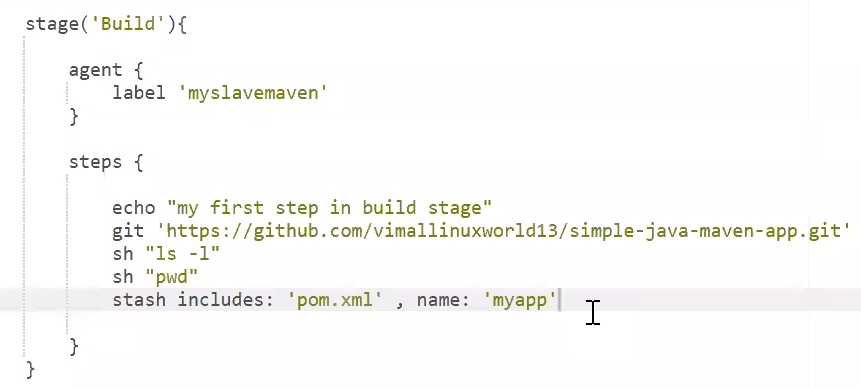 stage('Build'){
agent {
label 'myslavemaven'
}
steps {
echo "my first step in build stage"
git 'https://github.com/vimallinuxworld13/simple-java-maven-app.git'
sh "ls -l"
sh "pwd"
stash includes: 'pom.xml' , name: 'myapp'
}
}